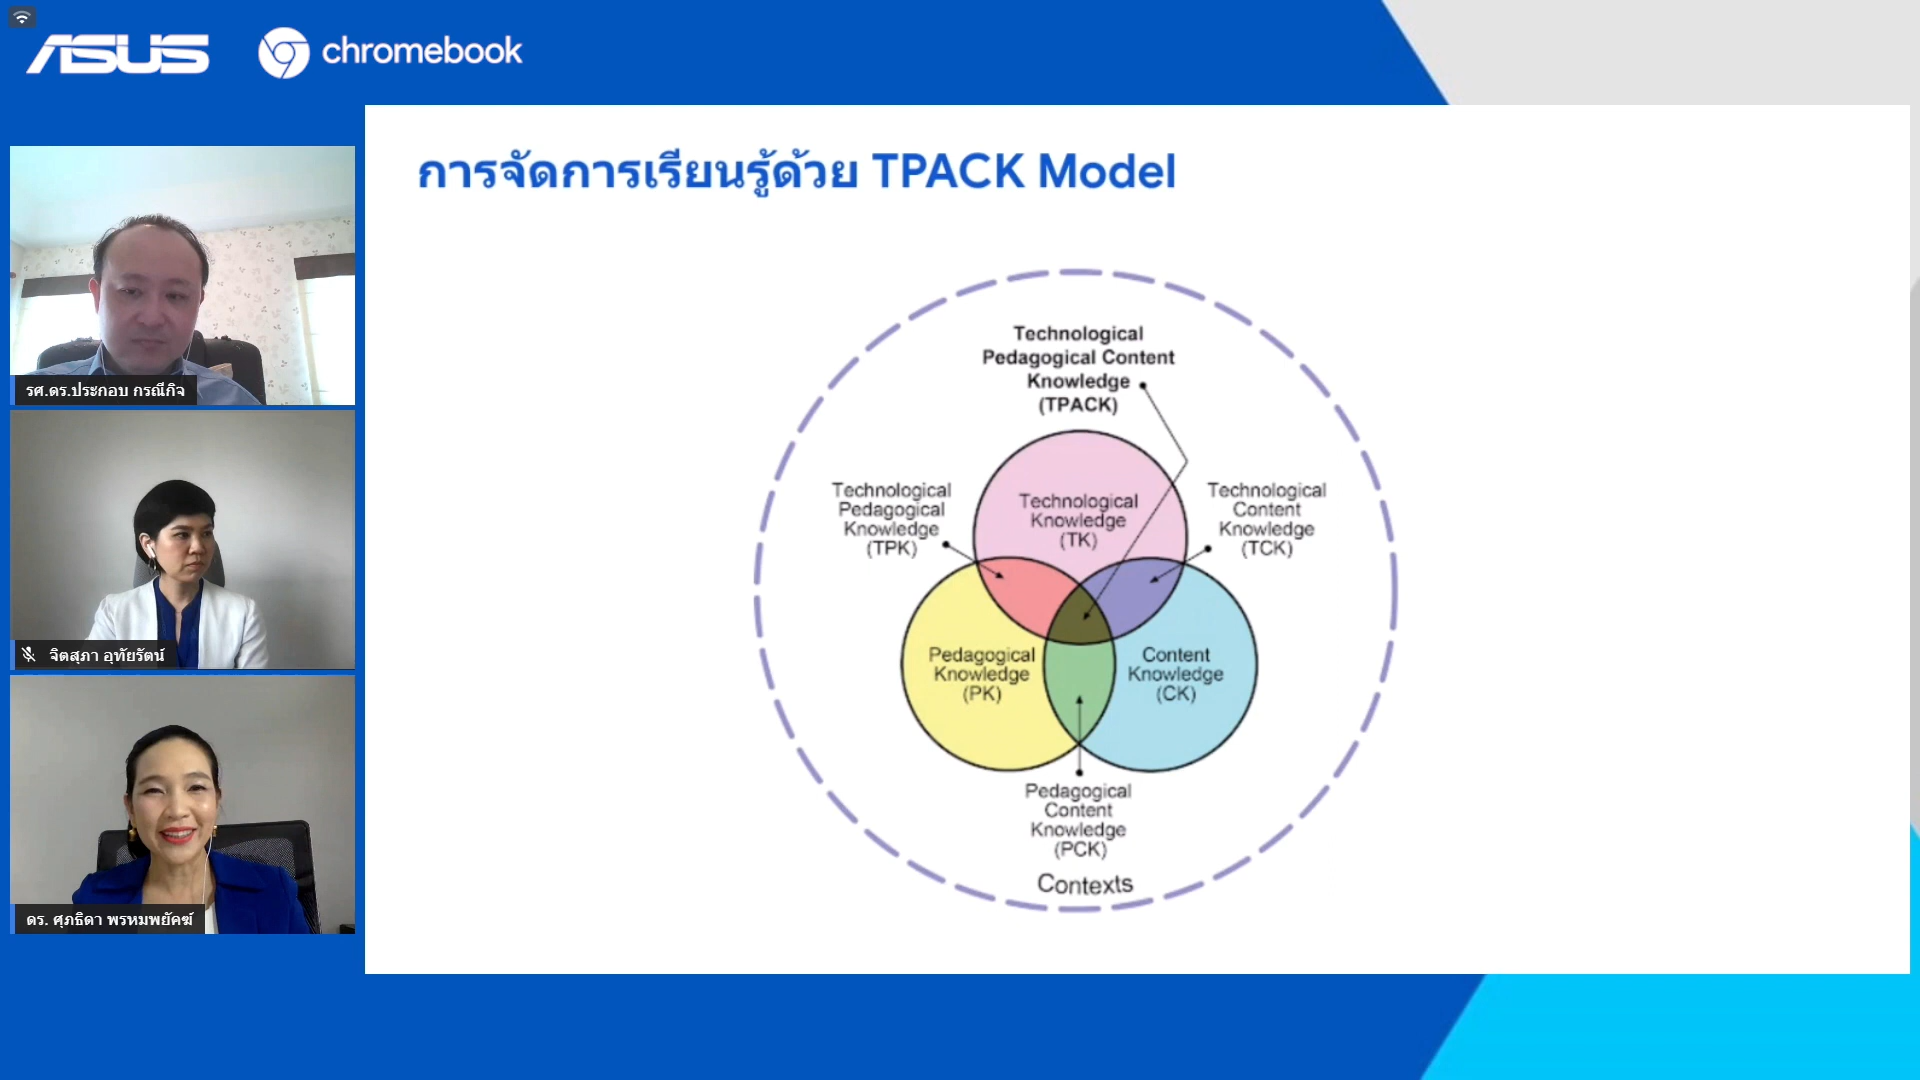 ASUS chromebook
การจัดการเรียนรู้ด้วย TPACK Model
รศ.ดร.ประกอบ กรณีกิจ
จิตสุภา อุทัยรัตน์
ดร. ศุภธิดา พรหมพยัคฆ์
Technological
Pedagogical Content
Knowledge
(TPACK)
Technological
Pedagogical
Knowledge
(TPK)
Technological
Knowledge
(TK)
Technological
Content
Knowledge
(TCK)
Pedagogical
Knowledge
(PK)
Content
Knowledge
(CK)
Pedagogical
Content
Knowledge
(PCK)
Contexts